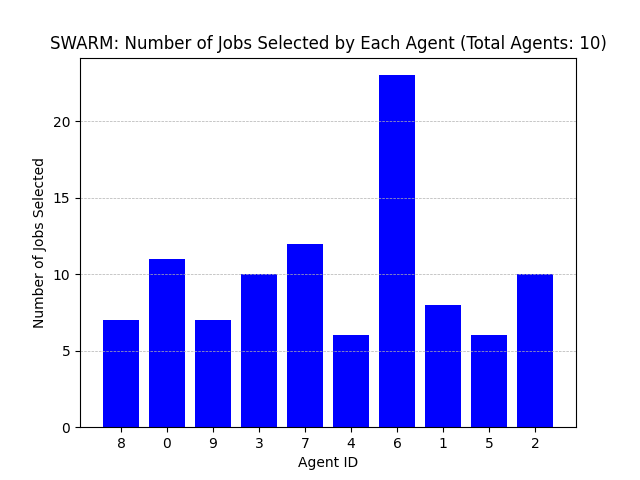 SWARM: Number of Jobs Selected by Each Agent (Total Agents: 10)
Number of Jobs Selected
20
15
10
5
0
8 0 9 3 7 4 6 1 5 2
Agent ID